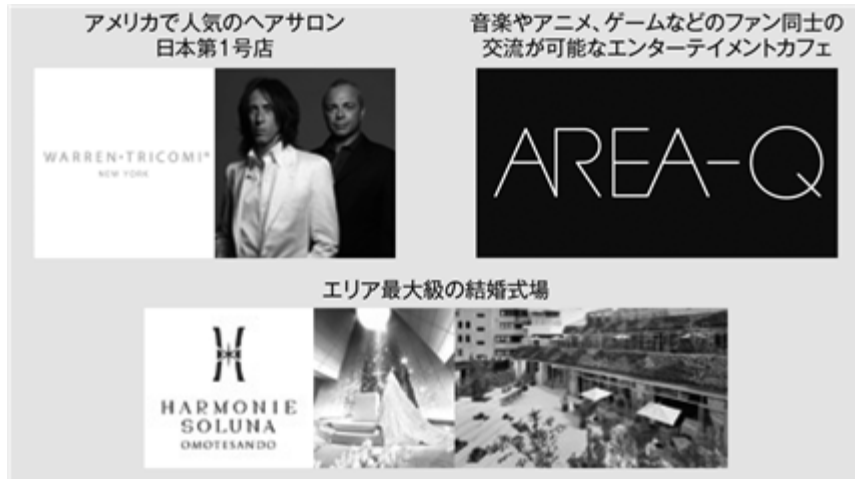 アメリカで人気のヘアサロン
日本第1号店
WARREN・TRICOMI®
NEW YORK
音楽やアニメ、ゲームなどのファン同士の
交流が可能なエンターテイメントカフェ
AREA-Q
エリア最大級の結婚式場
HARMONIE
SOLUNA
OMOTESANDO